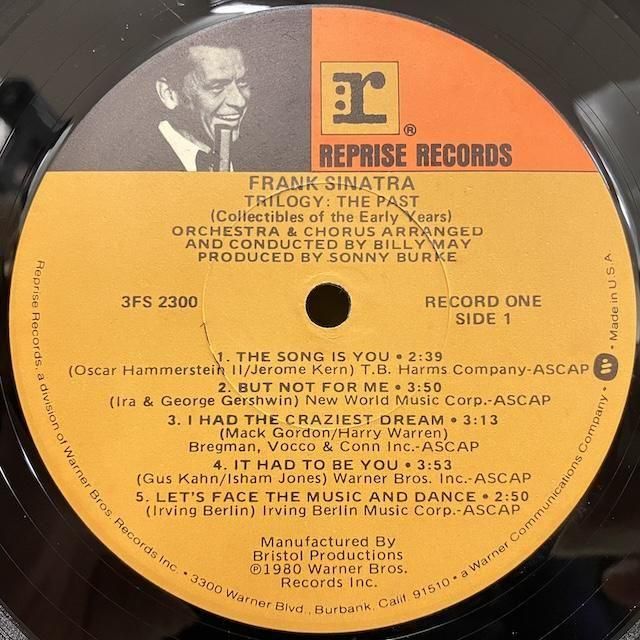 r
®
REPRISE RECORDS
FRANK SINATRA
TRILOGY: THE PAST
(Collectibles of the Early Years)
ORCHESTRA & CHORUS ARRANGED
AND CONDUCTED BY BILLY MAY
PRODUCED BY SONNY BURKE
3FS 2300
RECORD ONE
SIDE 1
1. THE SONG IS YOU • 2:39
(Oscar Hammerstein II/Jerome Kern) T.B. Harms Company-ASCAP
2. BUT NOT FOR ME • 3:50
(Ira & George Gershwin) New World Music Corp.-ASCAP
3. I HAD THE CRAZIEST DREAM • 3:13
(Mack Gordon/Harry Warren)
Bregman, Vocco & Conn Inc.-ASCAP
4. IT HAD TO BE YOU • 3:53
(Gus Kahn/Isham Jones) Warner Bros. Inc.-ASCAP
5. LET'S FACE THE MUSIC AND DANCE • 2:50
(Irving Berlin) Irving Berlin Music Corp.-ASCAP
Manufactured By
Bristol Productions
℗1980 Warner Bros.
Records Inc.
Reprise Records, a division of Warner Bros. Records Inc. • 3300 Warner Blvd., Burbank, Calif. 91510 • a Warner Communications Company. • Made in U.S.A.